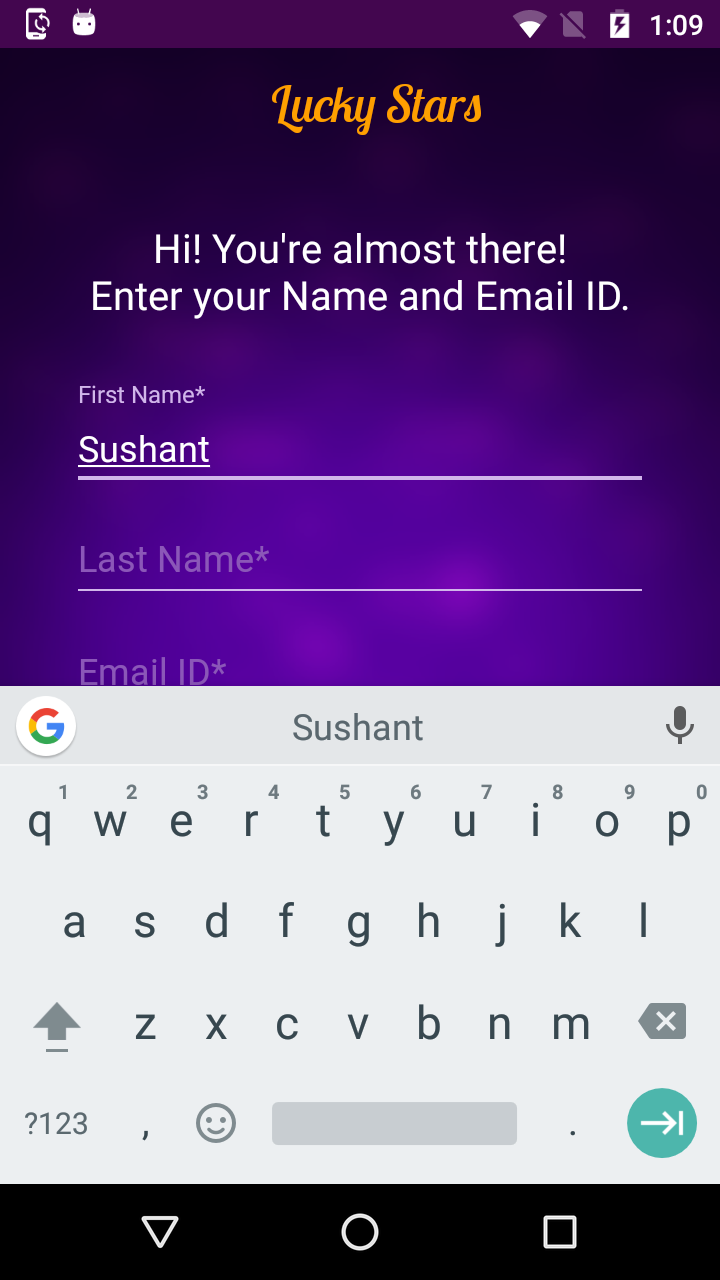 1:09
Lucky Stars
Hi! You're almost there!
Enter your Name and Email ID.
First Name*
Sushant
Last Name*
Email ID*
Sushant
1 2 3 4 5 6 7 8 9 0
q w e r t y u i o p
a s d f g h j k l
z x c v b n m
?123 , .